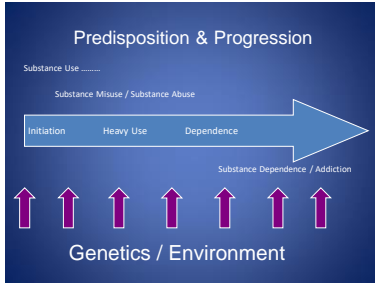 Predisposition & Progression
Substance Use .........
Substance Misuse / Substance Abuse
Initiation Heavy Use Dependence
Substance Dependence / Addiction
Genetics / Environment